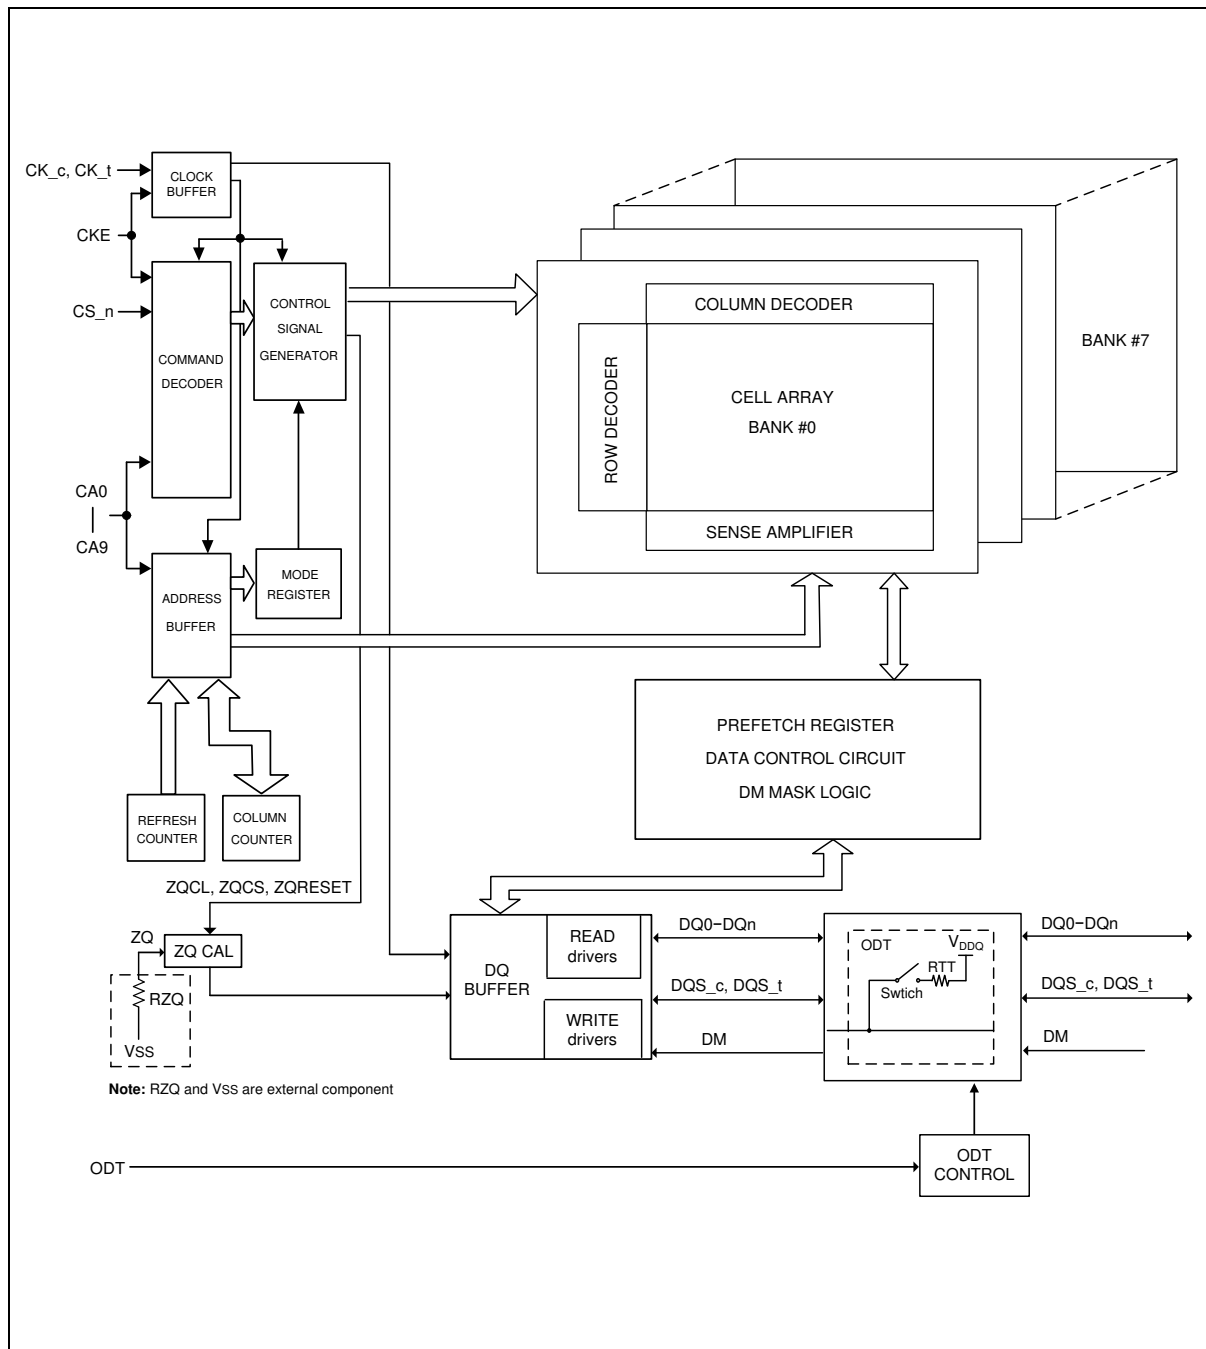 CK_c, CK_t
CLOCK
BUFFER
CKE
CS_n
COMMAND
DECODER
CONTROL
SIGNAL
GENERATOR
COLUMN DECODER
ROW DECODER
CELL ARRAY
BANK #0
SENSE AMPLIFIER
BANK #7
CA0
CA9
ADDRESS
BUFFER
MODE
REGISTER
PREFETCH REGISTER
DATA CONTROL CIRCUIT
DM MASK LOGIC
REFRESH
COUNTER
COLUMN
COUNTER
ZQCL, ZQCS, ZQRESET
ZQ
ZQ CAL
RZQ
VSS
Note: RZQ and VSS are external component
DQ
BUFFER
READ
drivers
WRITE
drivers
DQ0−DQn
DQS_c, DQS_t
DM
ODT
VDDQ
RTT
Swtich
DQ0−DQn
DQS_c, DQS_t
DM
ODT
ODT
CONTROL